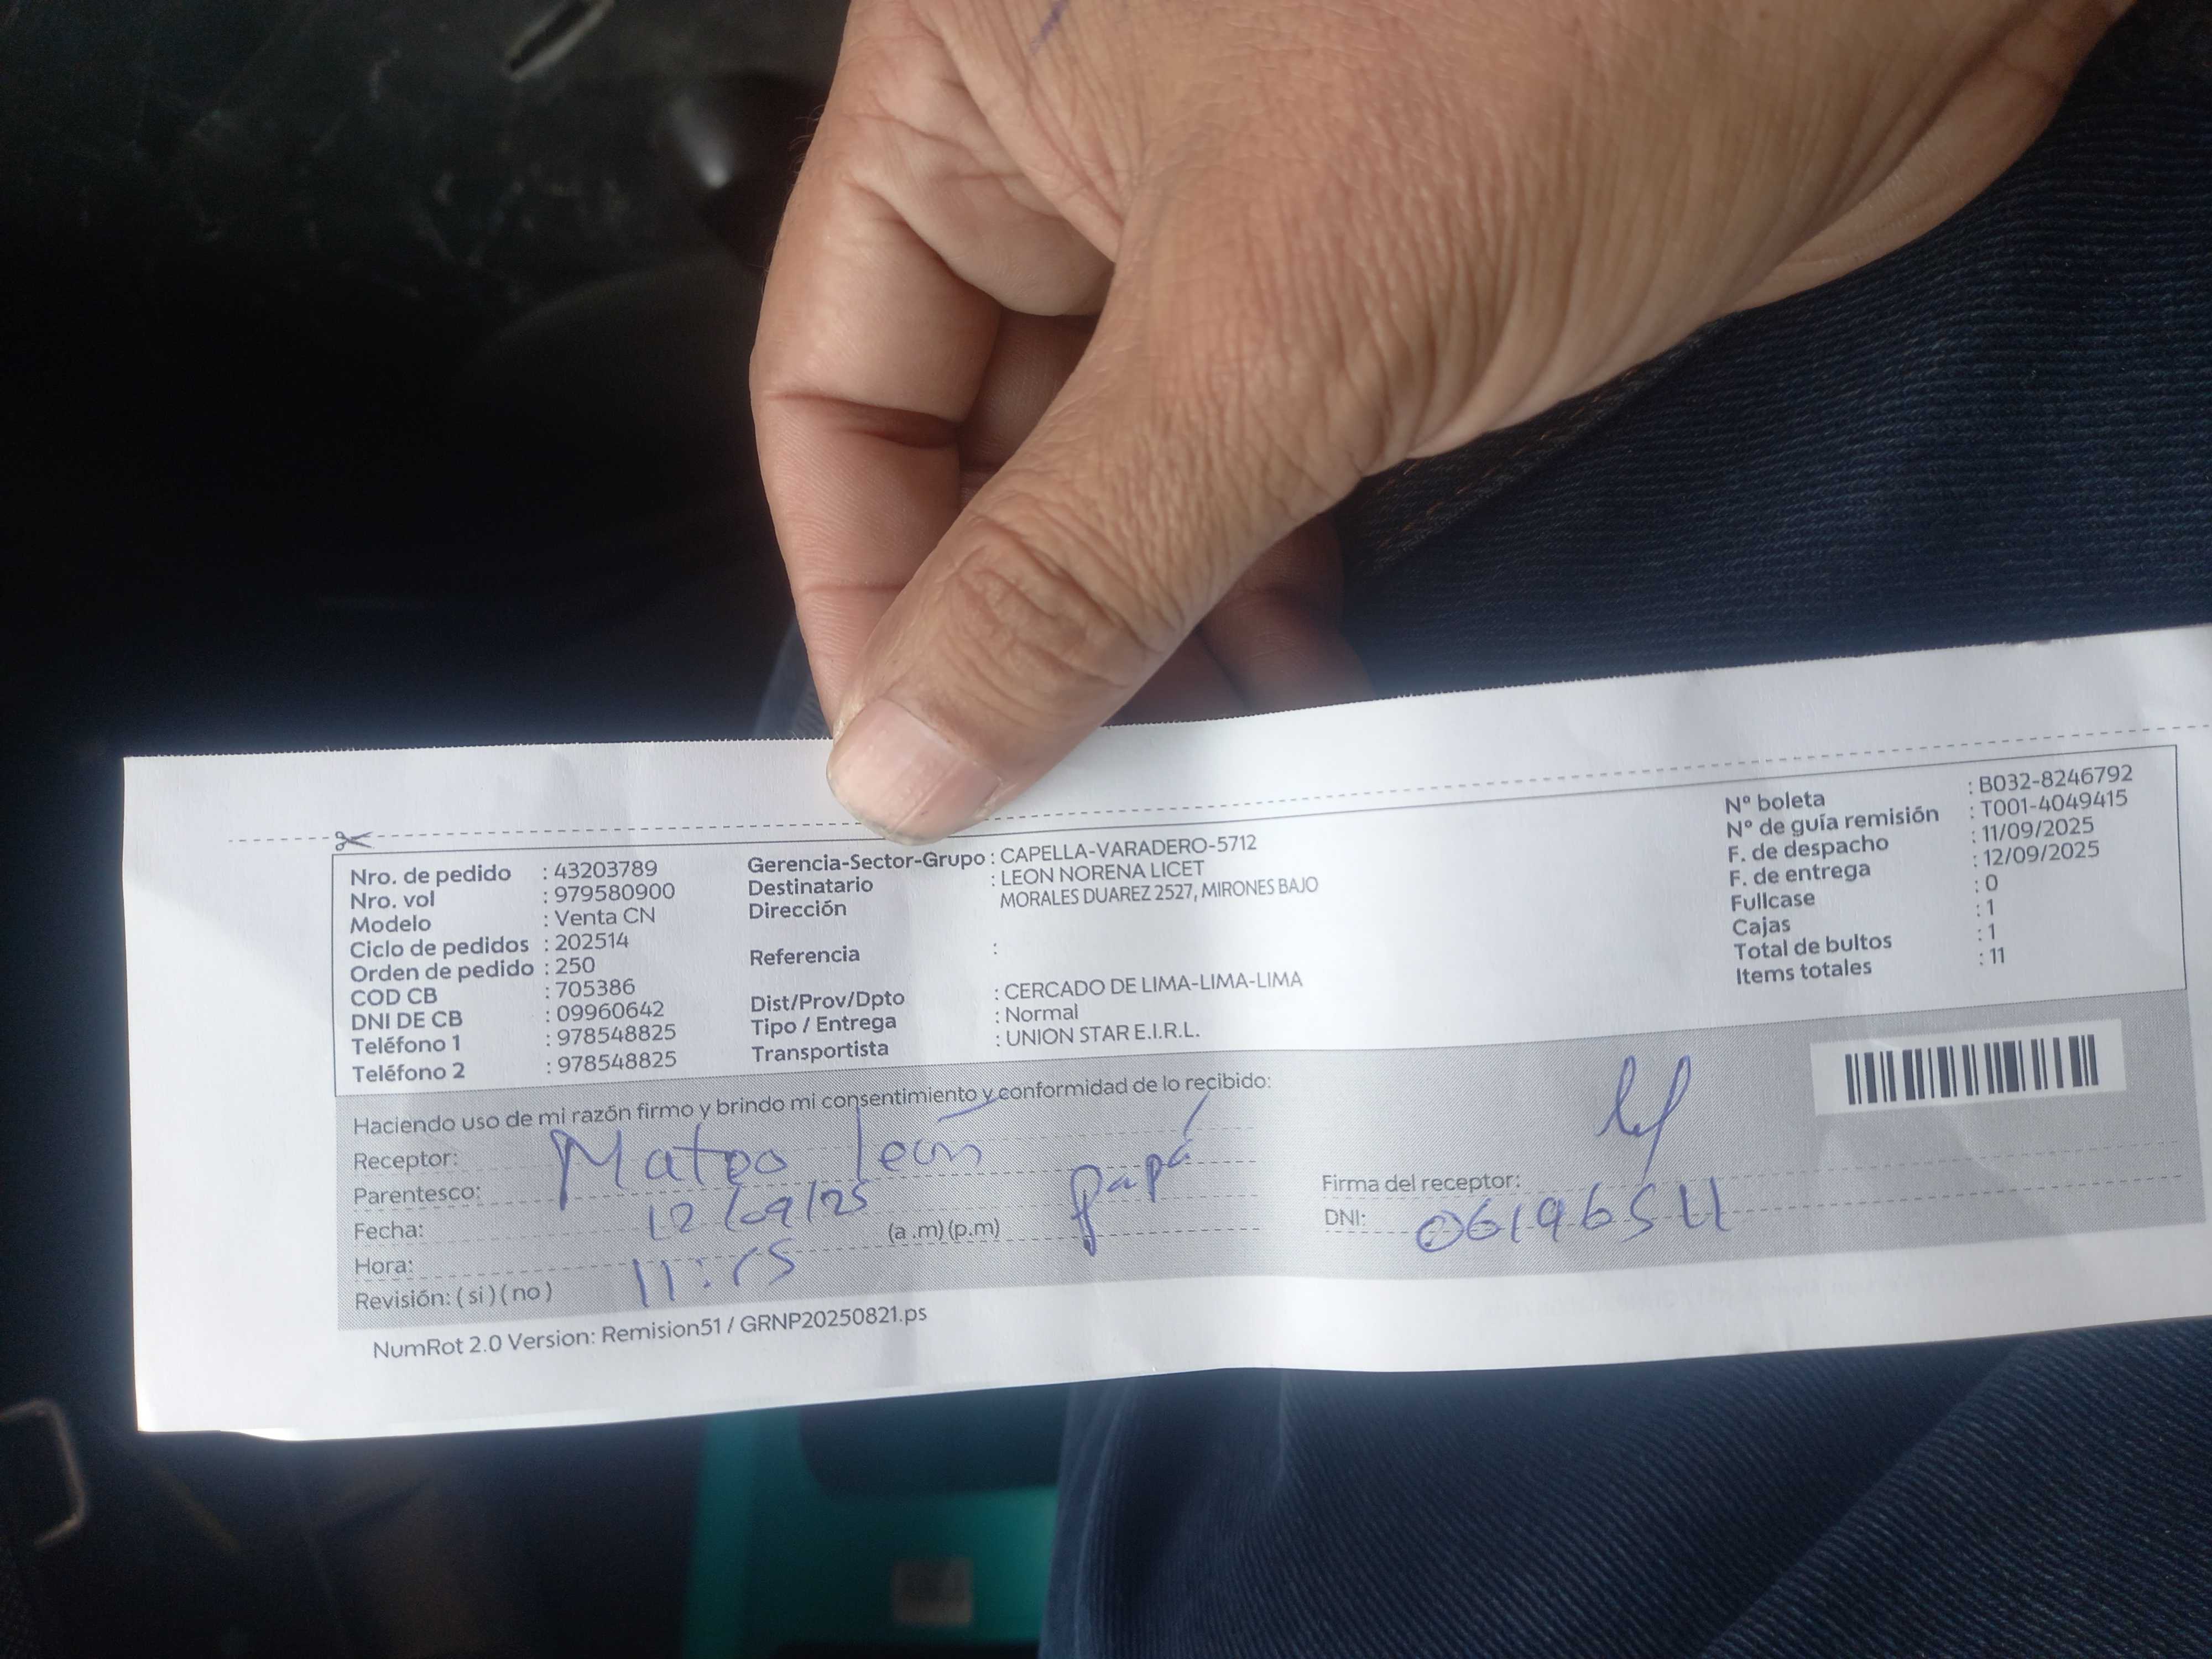 Nro. de pedido : 43203789
Nro. vol : 979580900
Modelo : Venta CN
Ciclo de pedidos : 202514
Orden de pedido : 250
COD CB : 705386
DNI DE CB : 09960642
Teléfono 1 : 978548825
Teléfono 2 : 978548825
Gerencia-Sector-Grupo : CAPELLA-VARADERO-5712
Destinatario : LEON NORENA LICET
Dirección MORALES DUAREZ 2527, MIRONES BAJO
Referencia :
Dist/Prov/Dpto : CERCADO DE LIMA-LIMA-LIMA
Tipo / Entrega : Normal
Transportista : UNION STAR E.I.R.L.
Nº boleta : B032-8246792
Nº de guía remisión : T001-4049415
F. de despacho : 11/09/2025
F. de entrega : 12/09/2025
Fullcase : 0
Cajas : 1
Total de bultos : 1
Items totales : 11
Haciendo uso de mi razón firmo y brindo mi consentimiento y conformidad de lo recibido:
Receptor: Mateo león
Parentesco: papá
Fecha: 12/09/25
Hora: 11:15 (a .m) (p.m)
Revisión: ( si ) ( no )
Firma del receptor:
DNI:
NumRot 2.0 Version: Remision51 / GRNP20250821.ps